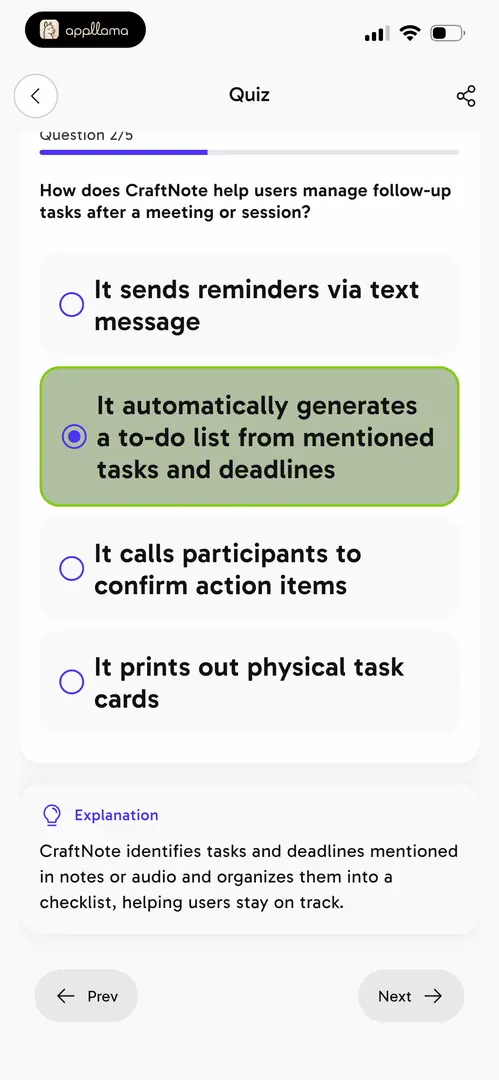 appllama
Quiz
Question 2/5
How does CraftNote help users manage follow-up
tasks after a meeting or session?
It sends reminders via text
message
It automatically generates
a to-do list from mentioned
tasks and deadlines
It calls participants to
confirm action items
It prints out physical task
cards
Explanation
CraftNote identifies tasks and deadlines mentioned
in notes or audio and organizes them into a
checklist, helping users stay on track.
Prev
Next